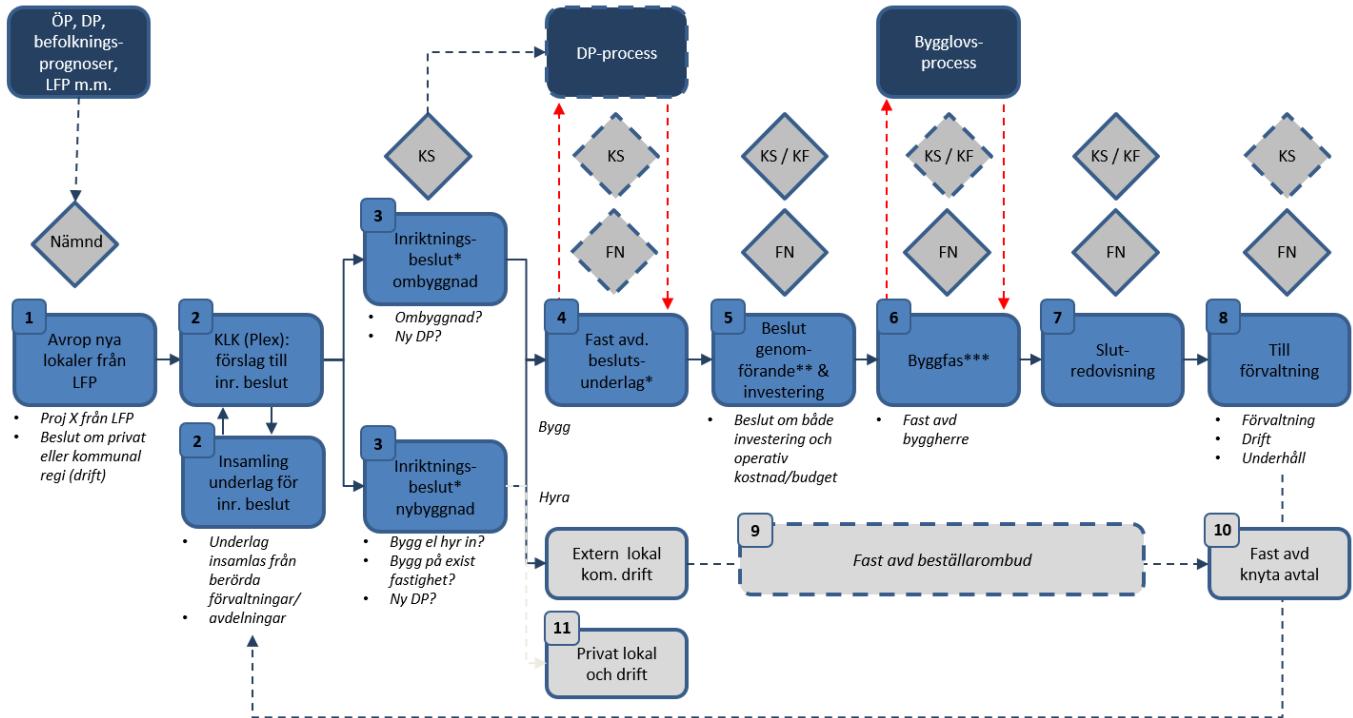 ÖP, DP,
befolknings-
prognoser,
LFP m.m.
DP-process
Bygglovs-
process
KS
KS
KS / KF
KS / KF
KS / KF
KS
Nämnd
FN
FN
FN
FN
FN
3
Inriktnings-
beslut*
ombyggnad
• Ombyggnad?
• Ny DP?
1
Avrop nya
lokaler från
LFP
• Proj X från LFP
• Beslut om privat
eller kommunal
regi (drift)
2
KLK (Plex):
förslag till
inr. beslut
2
Insamling
underlag för
inr. beslut
• Underlag
insamlas från
berörda
förvaltningar/
• avdelningar
3
Inriktnings-
beslut*
nybyggnad
• Bygg el hyr in?
• Bygg på exist
fastighet?
• Ny DP?
4
Fast avd.
besluts-
underlag*
Bygg
Hyra
5
Beslut
genom-
förande** &
investering
• Beslut om både
investering och
operativ
kostnad/budget
6
Byggfas***
• Fast avd
byggherre
7
Slut-
redovisning
8
Till
förvaltning
• Förvaltning
• Drift
• Underhåll
Extern lokal
kom. drift
9
Fast avd beställarombud
10
Fast avd
knyta avtal
11
Privat lokal
och drift